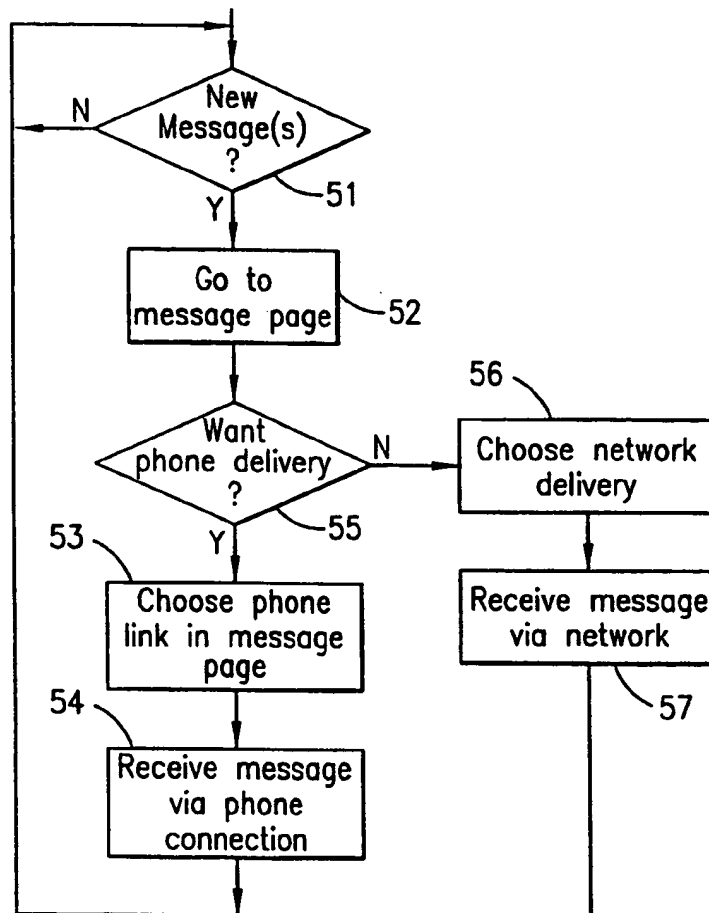 New
Message(s)
?
N
51
Y
Go to
message page
52
Want
phone delivery
?
N
55
Y
56
Choose network
delivery
53
Choose phone
link in message
page
Receive message
via network
57
54
Receive message
via phone
connection